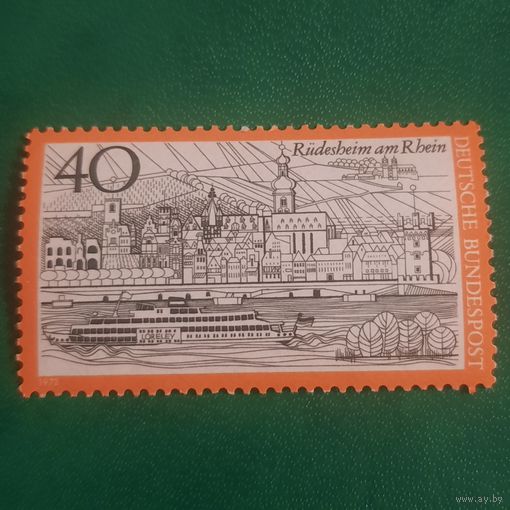 40
Rüdesheim am Rhein
DEUTSCHE BUNDESPOST
LORELEY
1972
www.ay.by